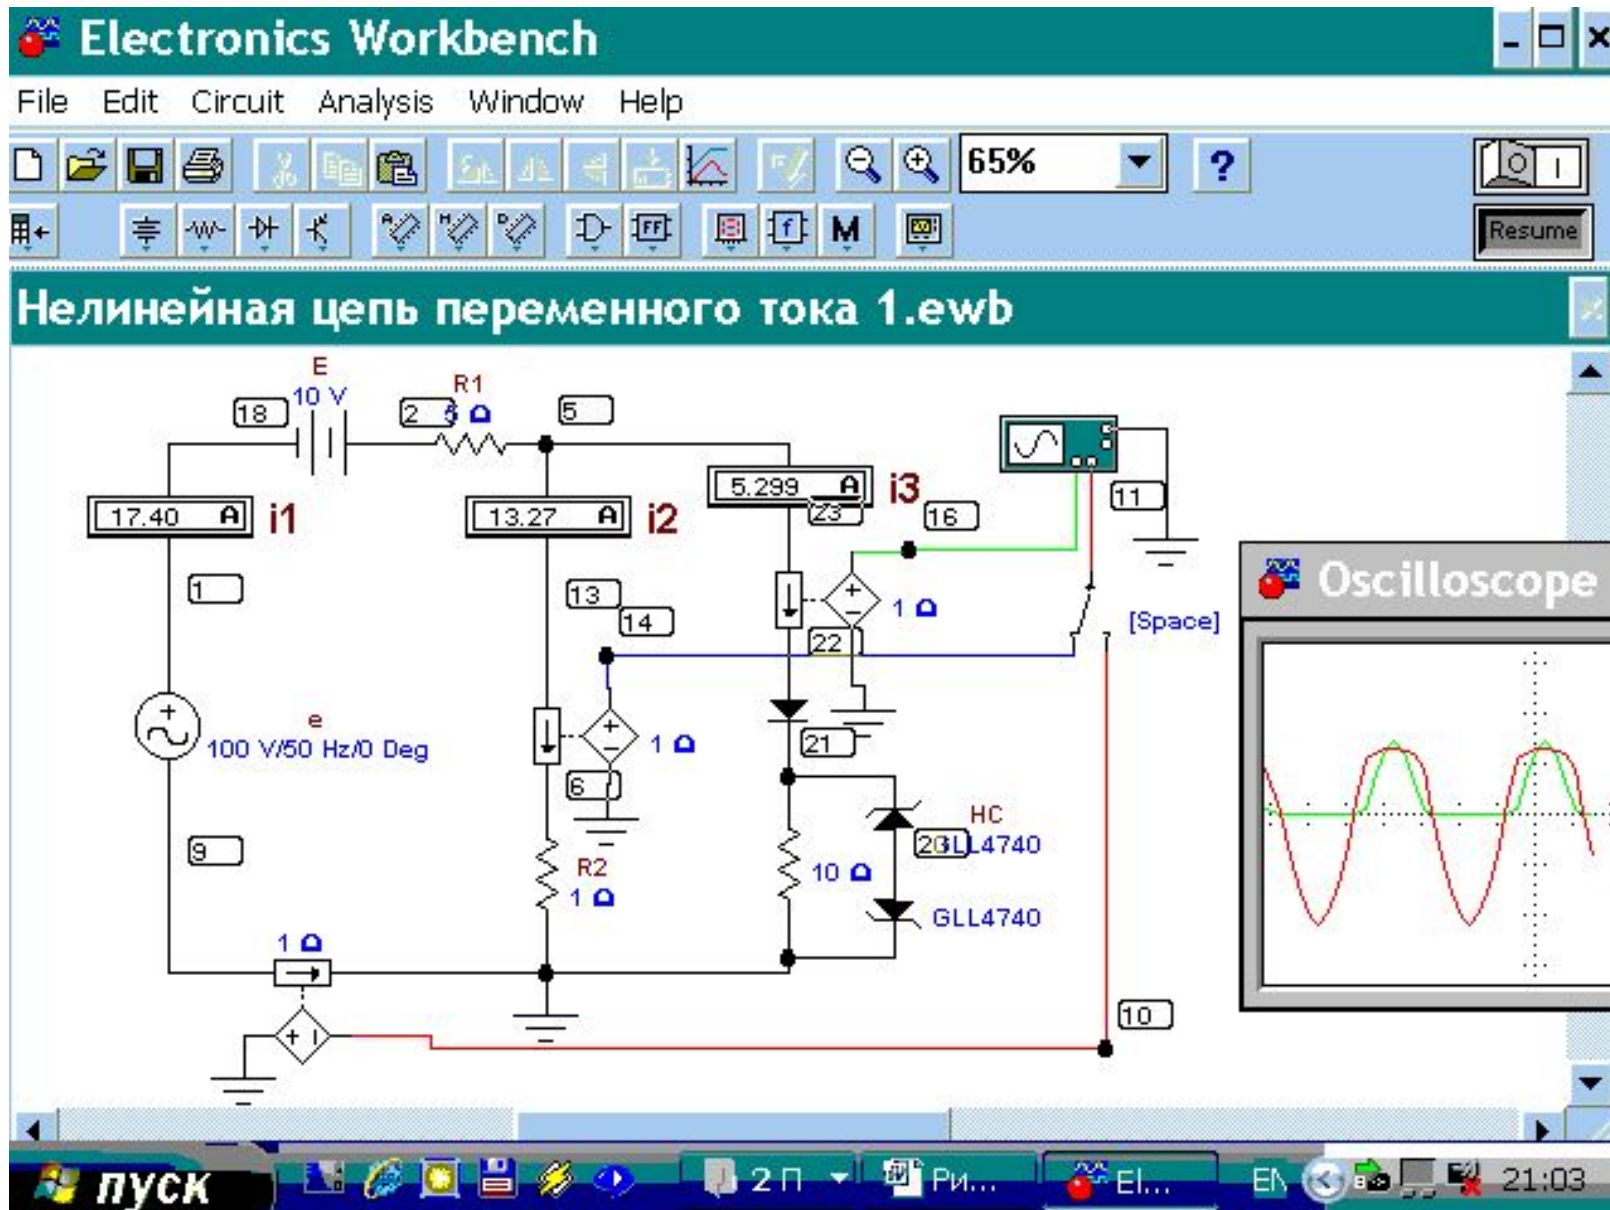 Electronics Workbench
File Edit Circuit Analysis Window Help
65%
?
M
Resume
Нелинейная цепь переменного тока 1.ewb
E
10 V
R1
18
2
Ω
5
17.40 A
i1
13.27 A
i2
5.299 A
i3
23
16
11
1
13
14
1 Ω
22
[Space]
Oscilloscope
e
100 V/50 Hz/0 Deg
1 Ω
21
6
9
R2
1 Ω
10 Ω
HC
20
LL4740
GLL4740
1 Ω
10
пуск
2 П
Ри...
El...
EN
21:03